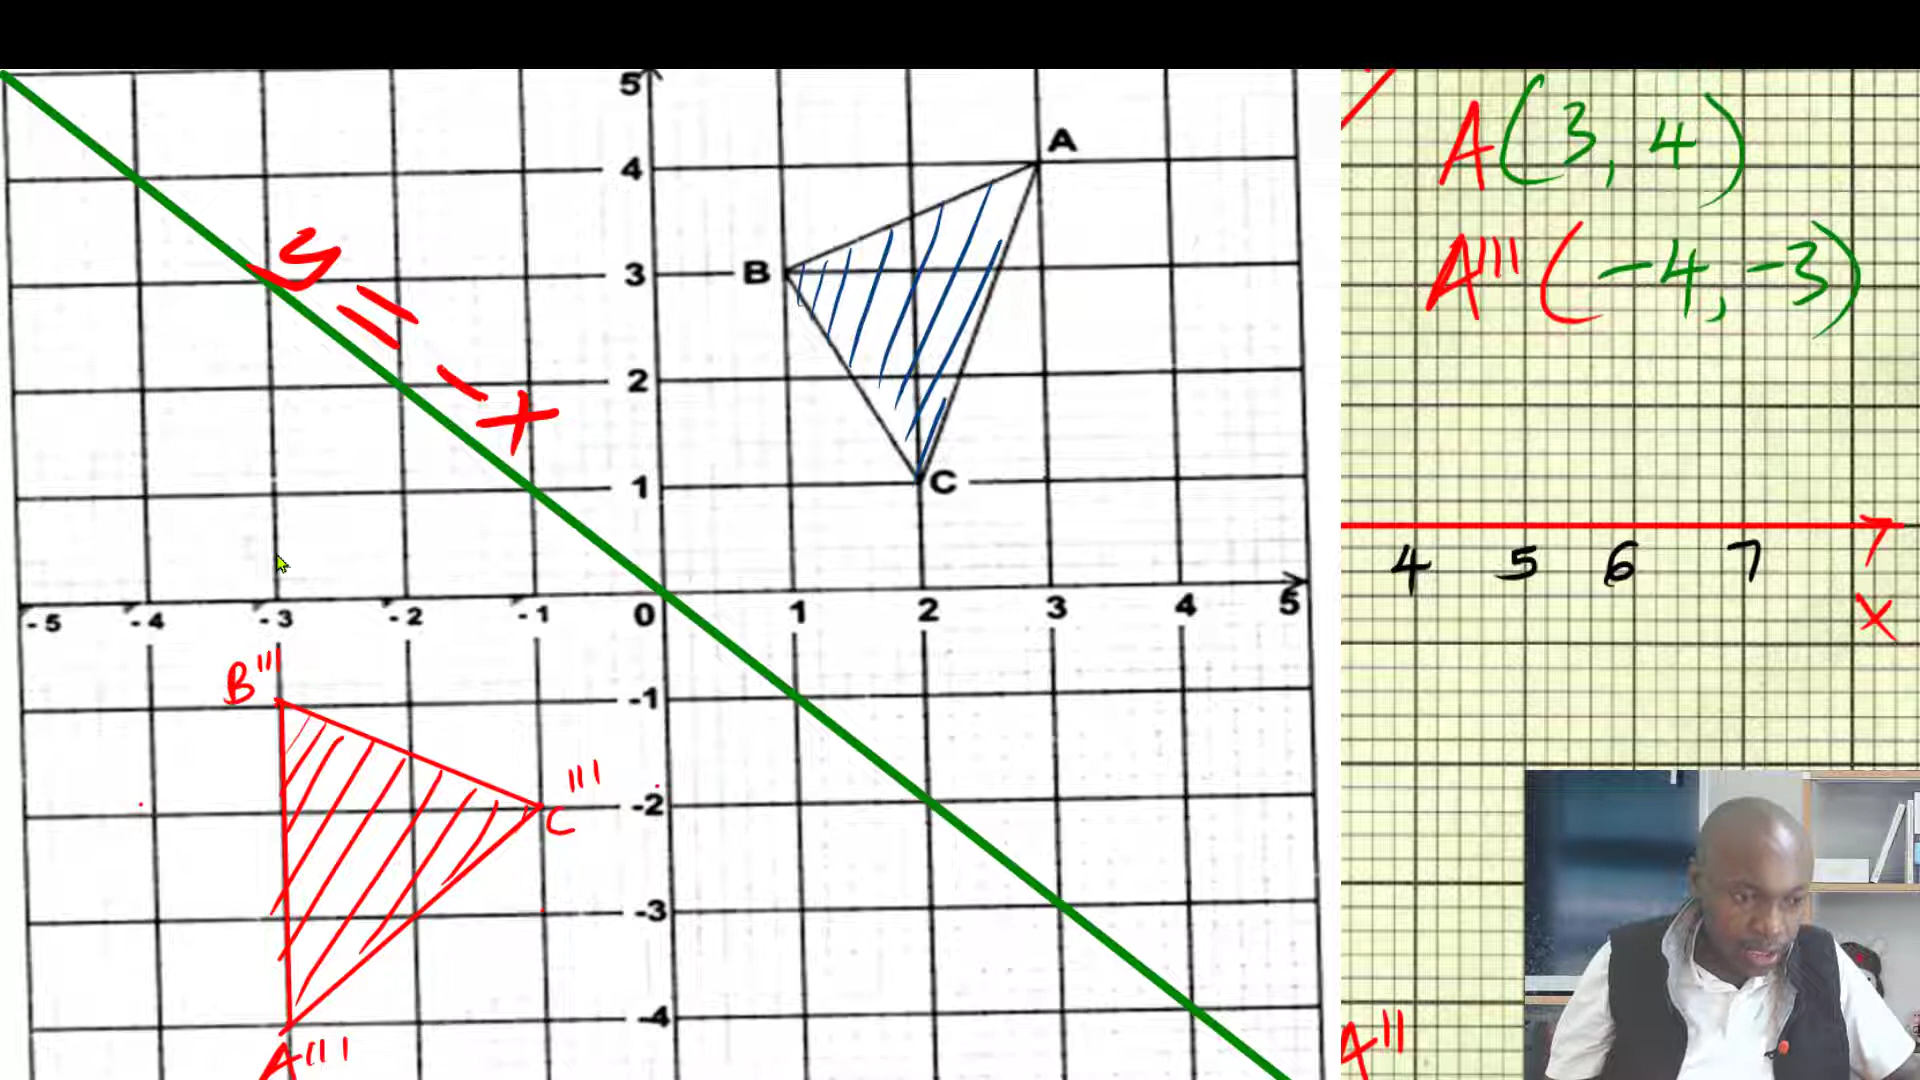 5
A
4
B 3
y = -x
2
1
C
-5 -4 -3 -2 -1 0 1 2 3 4 5
B'''
-1
C'''
-2
-3
-4
A'''
A(3, 4)
A'''(-4, -3)
4 5 6 7
x
A''